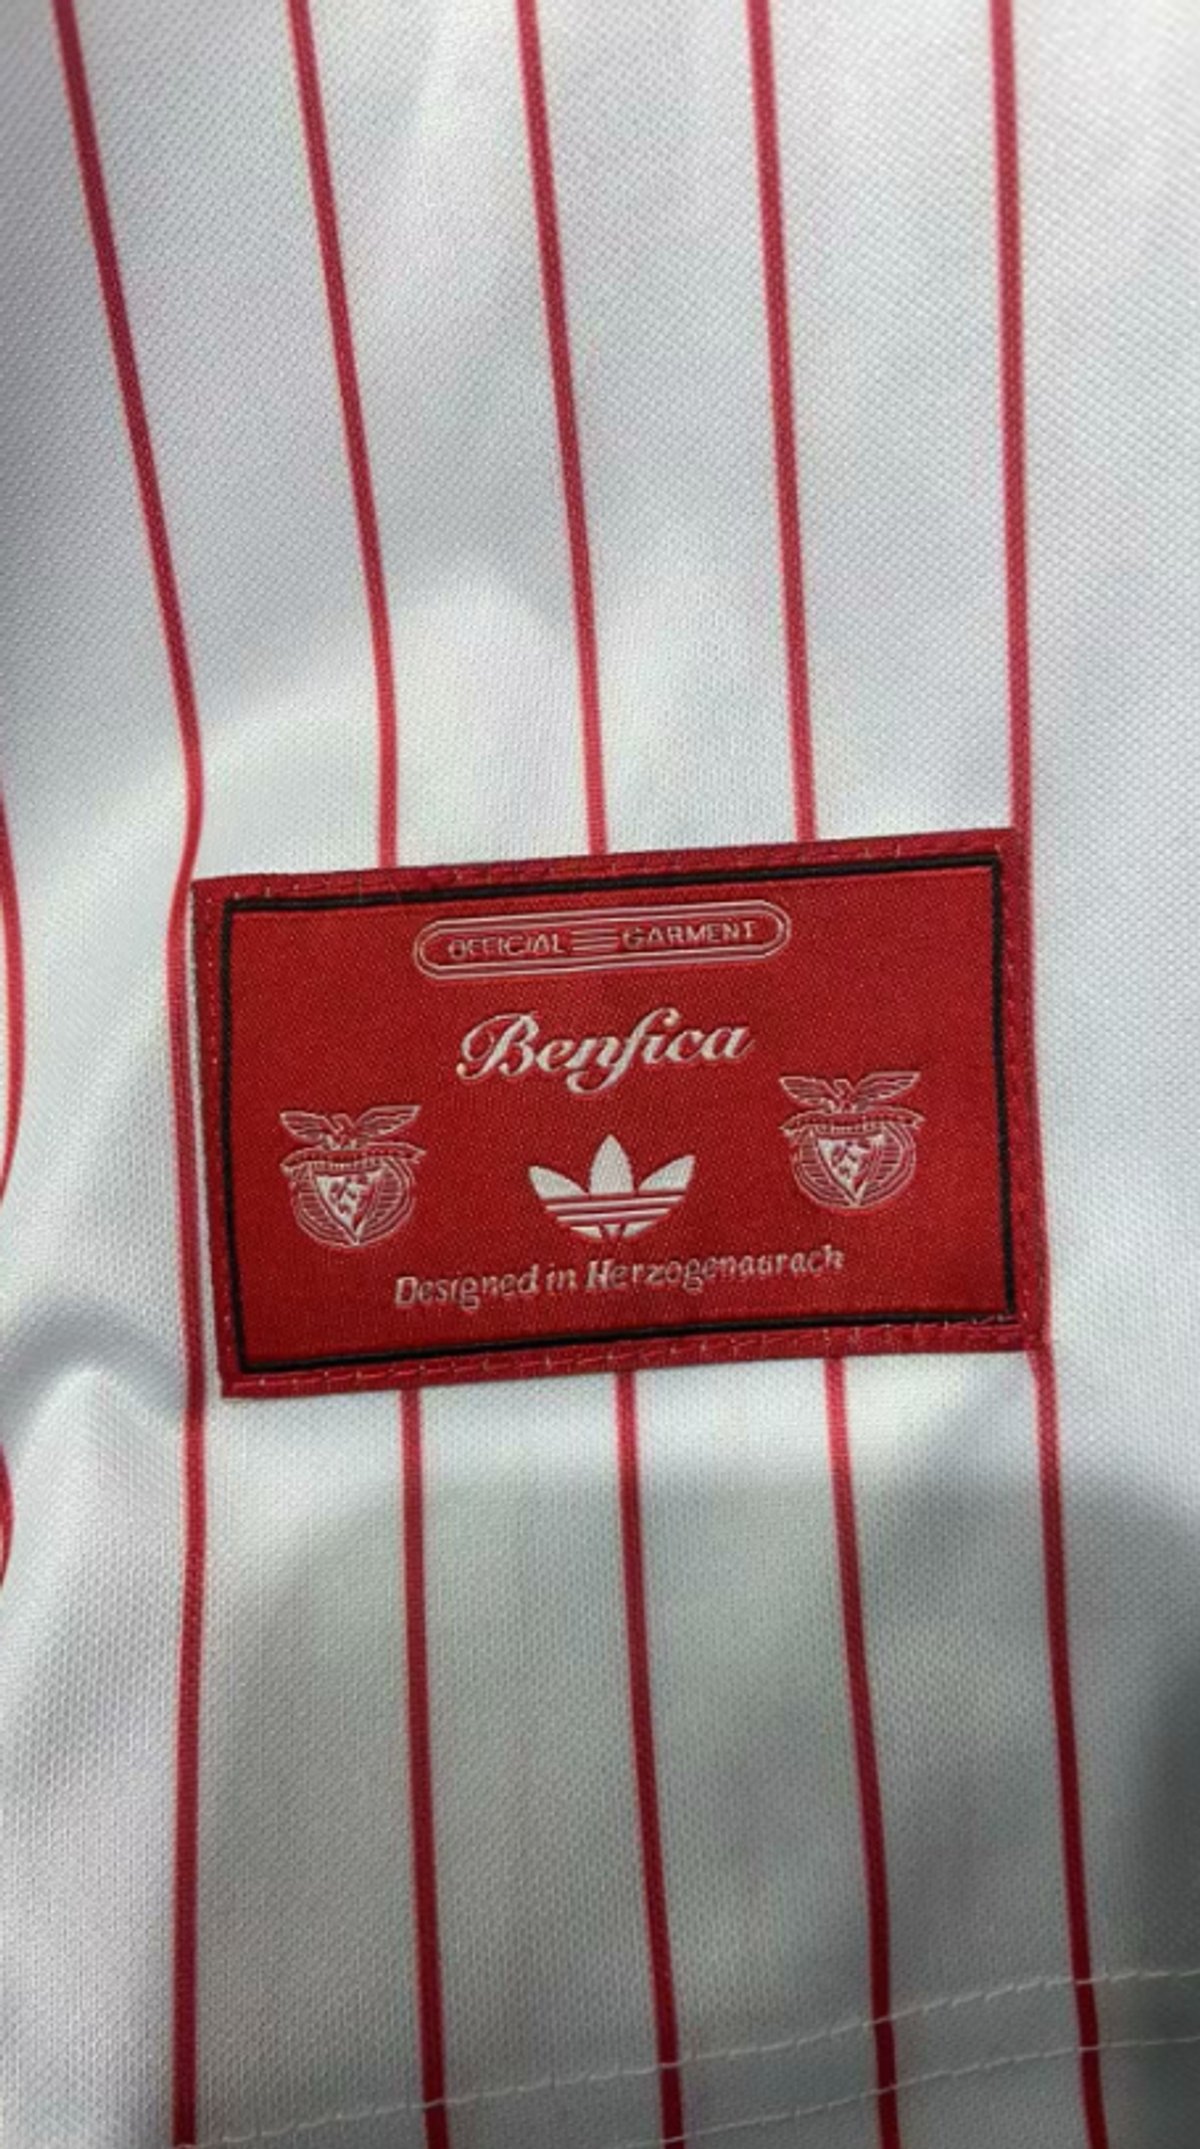 OFFICIAL GARMENT
Benfica
Designed in Herzogenaurach